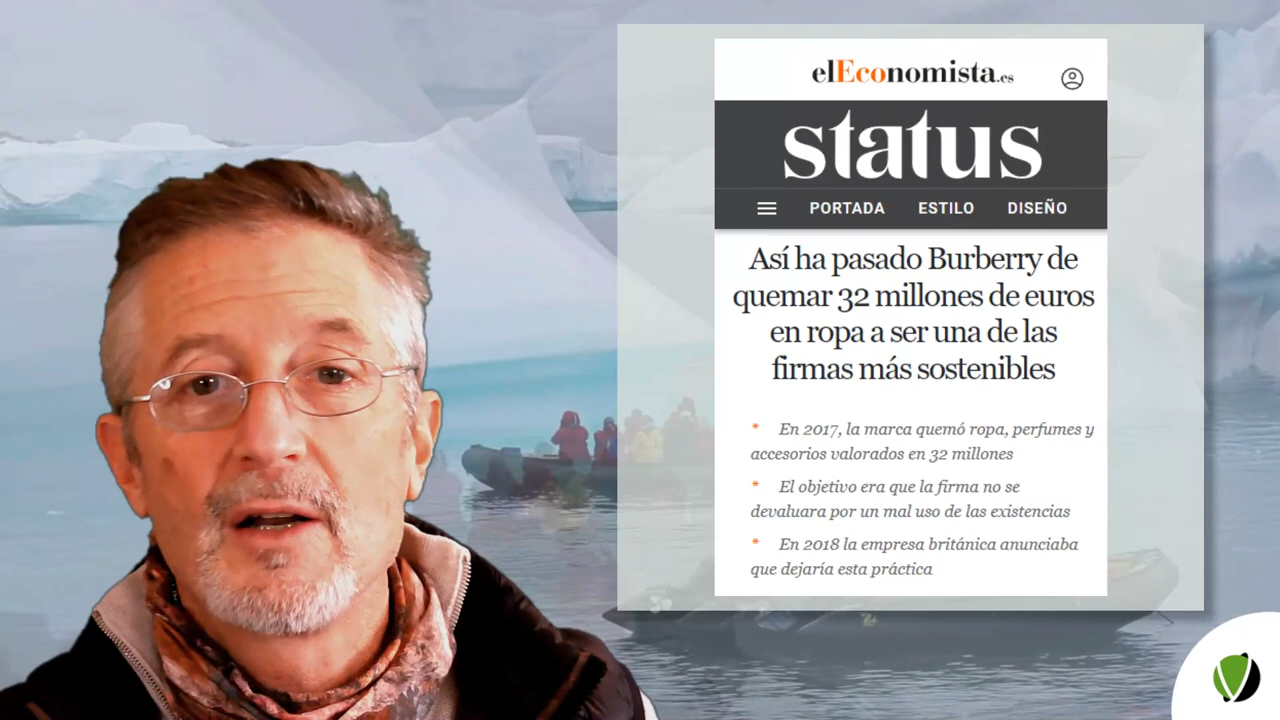 elEconomista.es
status
PORTADA ESTILO DISEÑO
Así ha pasado Burberry de
quemar 32 millones de euros
en ropa a ser una de las
firmas más sostenibles
* En 2017, la marca quemó ropa, perfumes y
accesorios valorados en 32 millones
* El objetivo era que la firma no se
devaluara por un mal uso de las existencias
* En 2018 la empresa británica anunciaba
que dejaría esta práctica